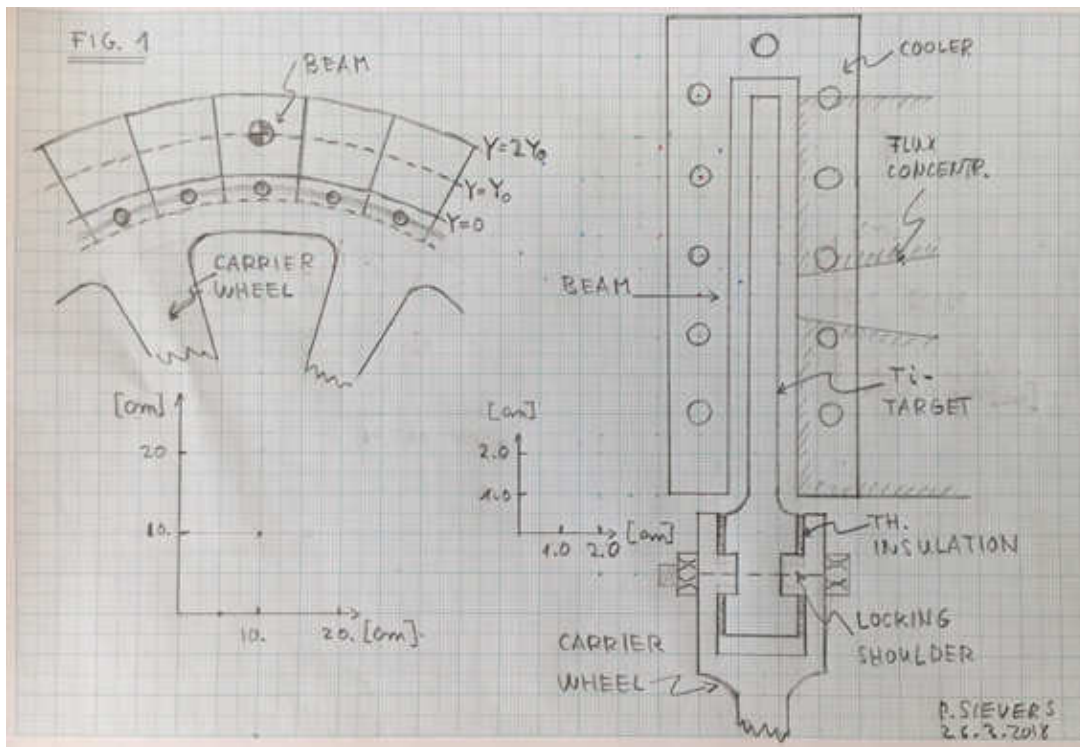 FIG. 1
BEAM
Y=2Y₀
Y=Y₀
Y=0
CARRIER
WHEEL
[cm]
20
10.
10.
20. [cm].
[cm]
2.0
1.0
1.0
2.0
[cm]
COOLER
FLUX
CONCENTR.
BEAM
Ti-
TARGET
TH.
INSULATION
LOCKING
SHOULDER
CARRIER
WHEEL
P. SIEVERS
26.3.2018